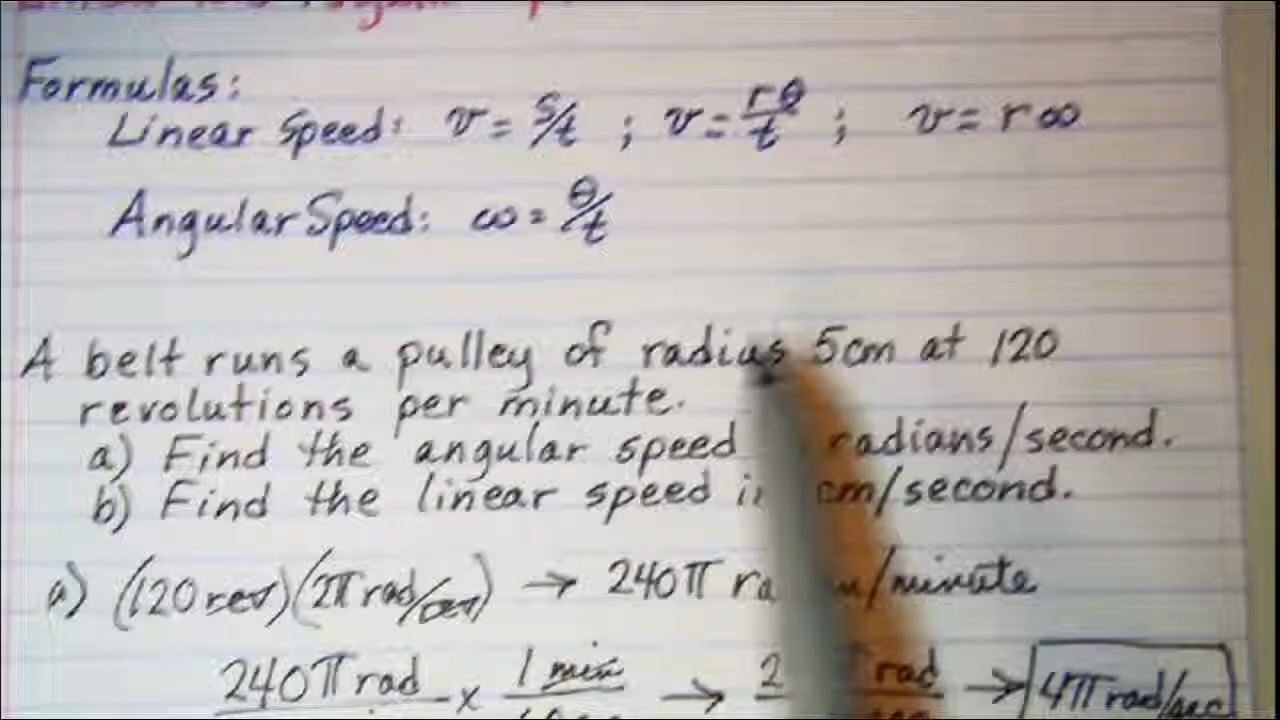 Formulas:
Linear Speed: v = s/t ; v = rθ/t ; v = rω
Angular Speed: ω = θ/t
A belt runs a pulley of radius 5cm at 120
revolutions per minute.
a) Find the angular speed radians/second.
b) Find the linear speed cm/second.
a) (120 rev)(2π rad/rev) → 240π /minute
240π rad × 1 min → rad → 4π rad/sec